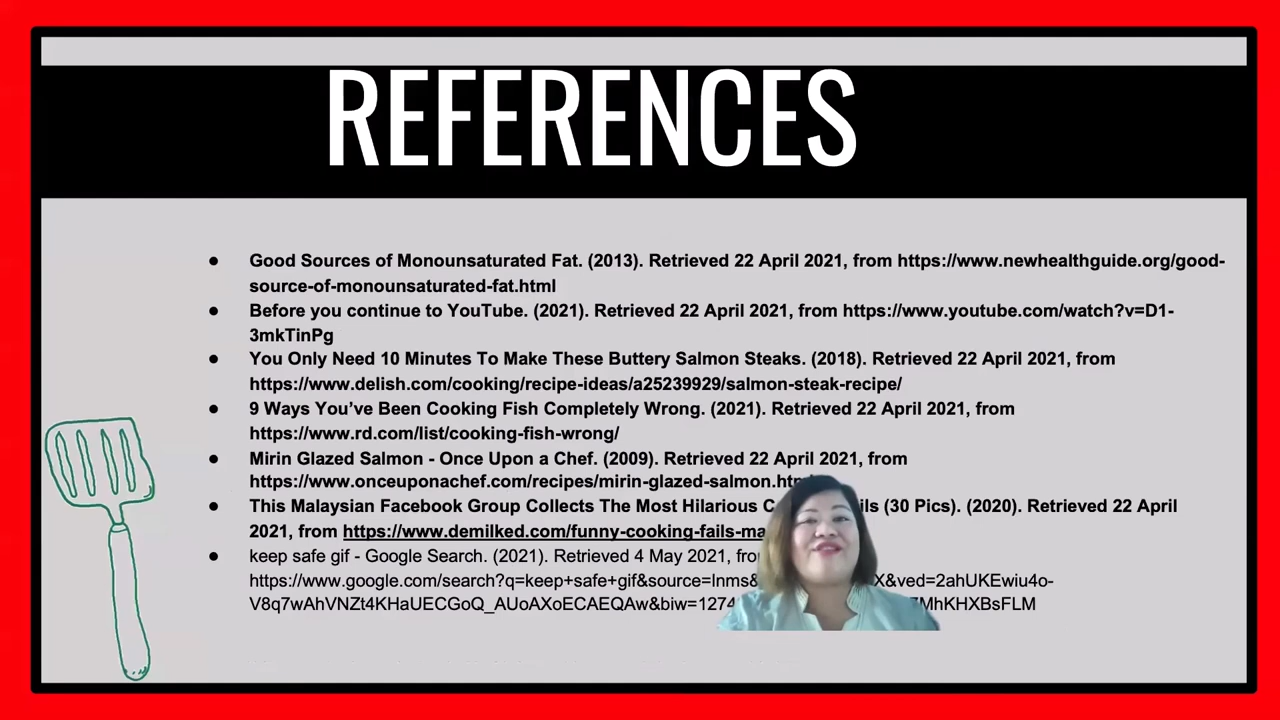 REFERENCES
● Good Sources of Monounsaturated Fat. (2013). Retrieved 22 April 2021, from https://www.newhealthguide.org/good-
source-of-monounsaturated-fat.html
● Before you continue to YouTube. (2021). Retrieved 22 April 2021, from https://www.youtube.com/watch?v=D1-
3mkTinPg
● You Only Need 10 Minutes To Make These Buttery Salmon Steaks. (2018). Retrieved 22 April 2021, from
https://www.delish.com/cooking/recipe-ideas/a25239929/salmon-steak-recipe/
● 9 Ways You’ve Been Cooking Fish Completely Wrong. (2021). Retrieved 22 April 2021, from
https://www.rd.com/list/cooking-fish-wrong/
● Mirin Glazed Salmon - Once Upon a Chef. (2009). Retrieved 22 April 2021, from
https://www.onceuponachef.com/recipes/mirin-glazed-salmon.htm
● This Malaysian Facebook Group Collects The Most Hilarious (30 Pics). (2020). Retrieved 22 April
2021, from https://www.demilked.com/funny-cooking-fails-ma
● keep safe gif - Google Search. (2021). Retrieved 4 May 2021,
https://www.google.com/search?q=keep+safe+gif&source=lnms& X&ved=2ahUKEwiu4o-
V8q7wAhVNZt4KHaUECGoQ_AUoAXoECAEQAw&biw=1274 MhKHXBsFLM